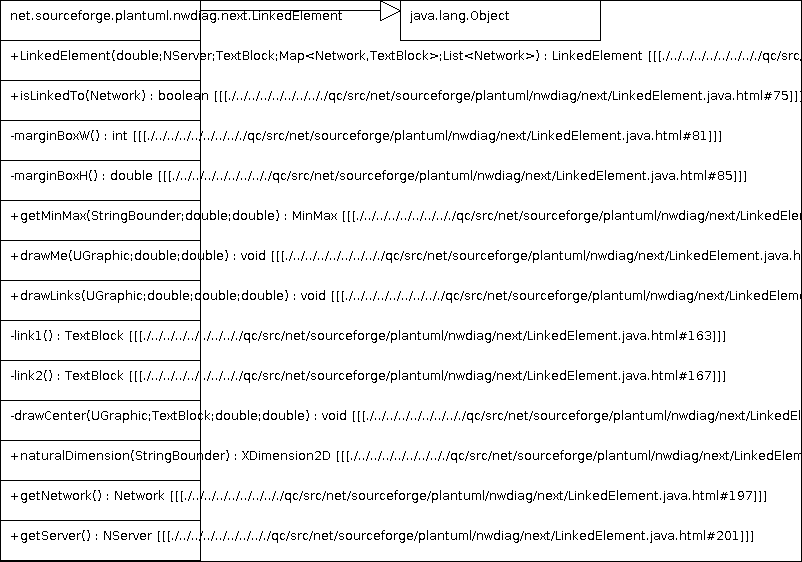 net.sourceforge.plantuml.nwdiag.next.LinkedElement
java.lang.Object
+LinkedElement(double;NServer;TextBlock;Map<Network,TextBlock>;List<Network>) : LinkedElement [[[./../../../../../../../../qc/src/
+isLinkedTo(Network) : boolean [[[./../../../../../../../../qc/src/net/sourceforge/plantuml/nwdiag/next/LinkedElement.java.html#75]]]
-marginBoxW() : int [[[./../../../../../../../../qc/src/net/sourceforge/plantuml/nwdiag/next/LinkedElement.java.html#81]]]
-marginBoxH() : double [[[./../../../../../../../../qc/src/net/sourceforge/plantuml/nwdiag/next/LinkedElement.java.html#85]]]
+getMinMax(StringBounder;double;double) : MinMax [[[./../../../../../../../../qc/src/net/sourceforge/plantuml/nwdiag/next/LinkedElem
+drawMe(UGraphic;double;double) : void [[[./../../../../../../../../qc/src/net/sourceforge/plantuml/nwdiag/next/LinkedElement.java.h
+drawLinks(UGraphic;double;double;double) : void [[[./../../../../../../../../qc/src/net/sourceforge/plantuml/nwdiag/next/LinkedElem
-link1() : TextBlock [[[./../../../../../../../../qc/src/net/sourceforge/plantuml/nwdiag/next/LinkedElement.java.html#163]]]
-link2() : TextBlock [[[./../../../../../../../../qc/src/net/sourceforge/plantuml/nwdiag/next/LinkedElement.java.html#167]]]
-drawCenter(UGraphic;TextBlock;double;double) : void [[[./../../../../../../../../qc/src/net/sourceforge/plantuml/nwdiag/next/LinkedEl
+naturalDimension(StringBounder) : XDimension2D [[[./../../../../../../../../qc/src/net/sourceforge/plantuml/nwdiag/next/LinkedElem
+getNetwork() : Network [[[./../../../../../../../../qc/src/net/sourceforge/plantuml/nwdiag/next/LinkedElement.java.html#197]]]
+getServer() : NServer [[[./../../../../../../../../qc/src/net/sourceforge/plantuml/nwdiag/next/LinkedElement.java.html#201]]]